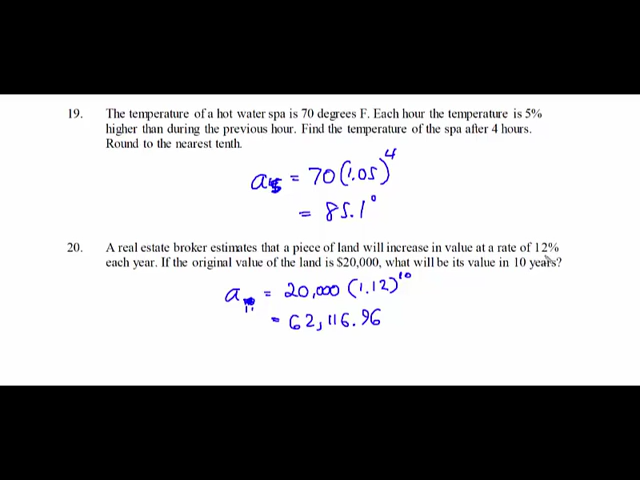 19. The temperature of a hot water spa is 70 degrees F. Each hour the temperature is 5%
higher than during the previous hour. Find the temperature of the spa after 4 hours.
Round to the nearest tenth.
a₅ = 70(1.05)⁴
= 85.1°
20. A real estate broker estimates that a piece of land will increase in value at a rate of 12%
each year. If the original value of the land is $20,000, what will be its value in 10 years?
a₁₁ = 20,000(1.12)¹⁰
= 62,116.96